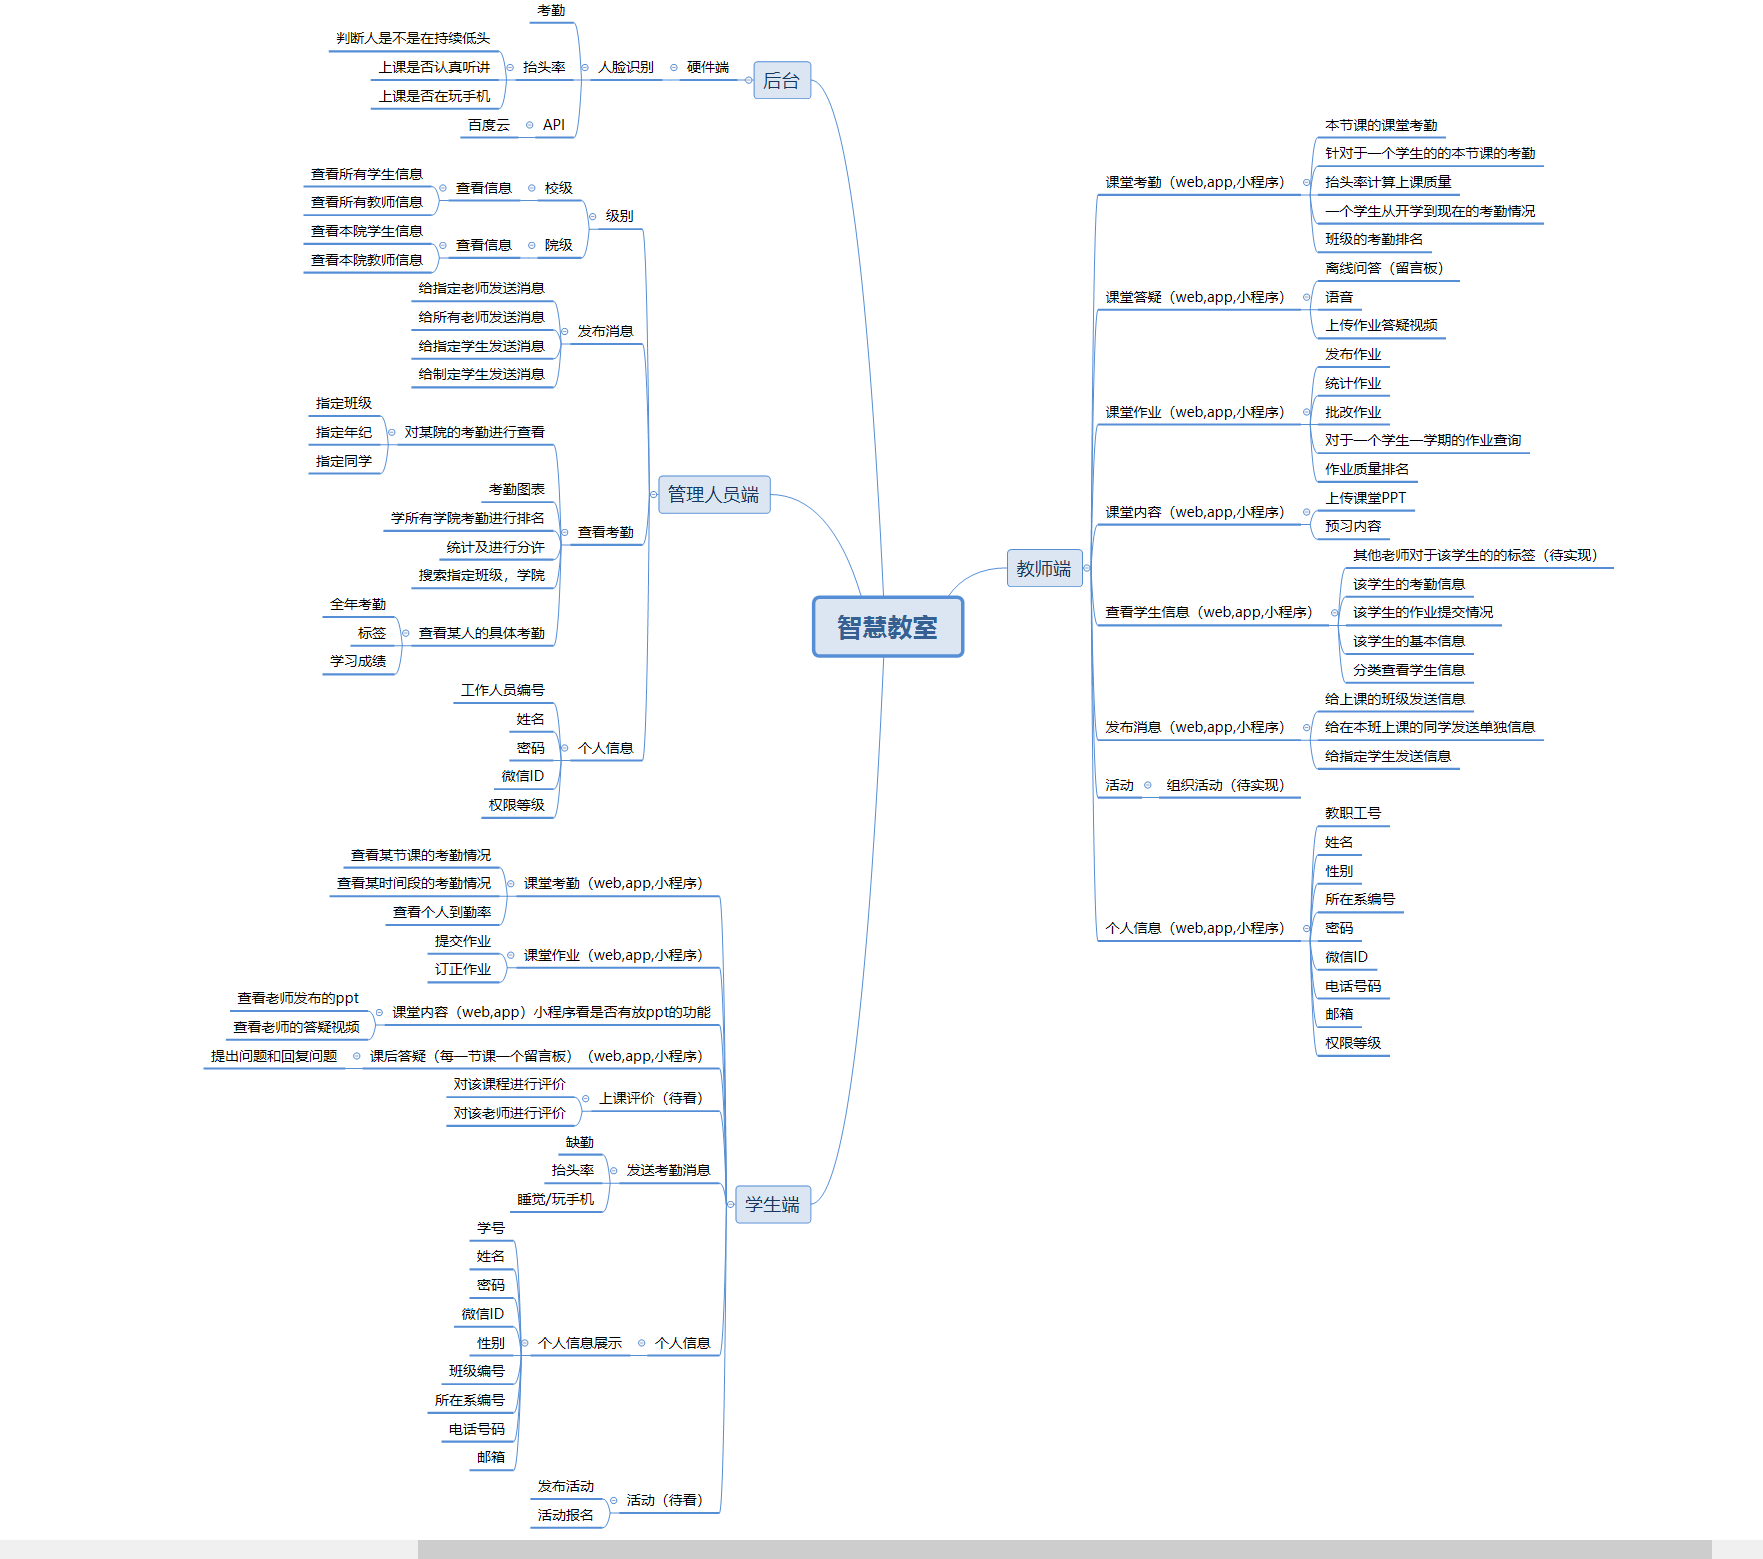 智慧教室
后台
硬件端
人脸识别
考勤
抬头率
判断人是不是在持续低头
上课是否认真听讲
上课是否在玩手机
API
百度云
管理人员端
级别
校级
查看信息
查看所有学生信息
查看所有教师信息
院级
查看信息
查看本院学生信息
查看本院教师信息
发布消息
给指定老师发送消息
给所有老师发送消息
给指定学生发送消息
给制定学生发送消息
查看考勤
对某院的考勤进行查看
指定班级
指定年纪
指定同学
考勤图表
学所有学院考勤进行排名
统计及进行分许
搜索指定班级，学院
查看某人的具体考勤
全年考勤
标签
学习成绩
个人信息
工作人员编号
姓名
密码
微信ID
权限等级
学生端
课堂考勤（web,app,小程序）
查看某节课的考勤情况
查看某时间段的考勤情况
查看个人到勤率
课堂作业（web,app,小程序）
提交作业
订正作业
课堂内容（web,app）小程序看是否有放ppt的功能
查看老师发布的ppt
查看老师的答疑视频
课后答疑（每一节课一个留言板）（web,app,小程序）
提出问题和回复问题
上课评价（待看）
对该课程进行评价
对该老师进行评价
发送考勤消息
缺勤
抬头率
睡觉/玩手机
个人信息
个人信息展示
学号
姓名
密码
微信ID
性别
班级编号
所在系编号
电话号码
邮箱
活动（待看）
发布活动
活动报名
教师端
课堂考勤（web,app,小程序）
本节课的课堂考勤
针对于一个学生的的本节课的考勤
抬头率计算上课质量
一个学生从开学到现在的考勤情况
班级的考勤排名
课堂答疑（web,app,小程序）
离线问答（留言板）
语音
上传作业答疑视频
课堂作业（web,app,小程序）
发布作业
统计作业
批改作业
对于一个学生一学期的作业查询
作业质量排名
课堂内容（web,app,小程序）
上传课堂PPT
预习内容
查看学生信息（web,app,小程序）
其他老师对于该学生的的标签（待实现）
该学生的考勤信息
该学生的作业提交情况
该学生的基本信息
分类查看学生信息
发布消息（web,app,小程序）
给上课的班级发送信息
给在本班上课的同学发送单独信息
给指定学生发送信息
活动
组织活动（待实现）
个人信息（web,app,小程序）
教职工号
姓名
性别
所在系编号
密码
微信ID
电话号码
邮箱
权限等级